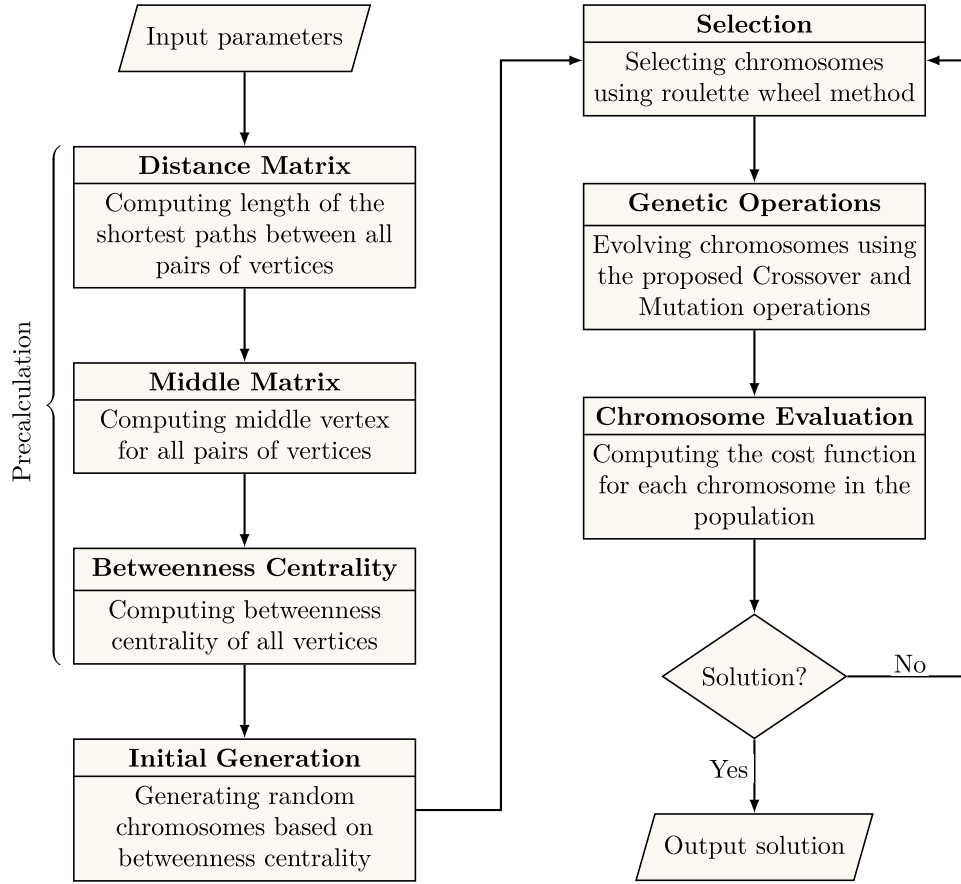 Input parameters
Precalculation
Distance Matrix
Computing length of the
shortest paths between all
pairs of vertices
Middle Matrix
Computing middle vertex
for all pairs of vertices
Betweenness Centrality
Computing betweenness
centrality of all vertices
Initial Generation
Generating random
chromosomes based on
betweenness centrality
Selection
Selecting chromosomes
using roulette wheel method
Genetic Operations
Evolving chromosomes using
the proposed Crossover and
Mutation operations
Chromosome Evaluation
Computing the cost function
for each chromosome in the
population
Solution?
No
Yes
Output solution